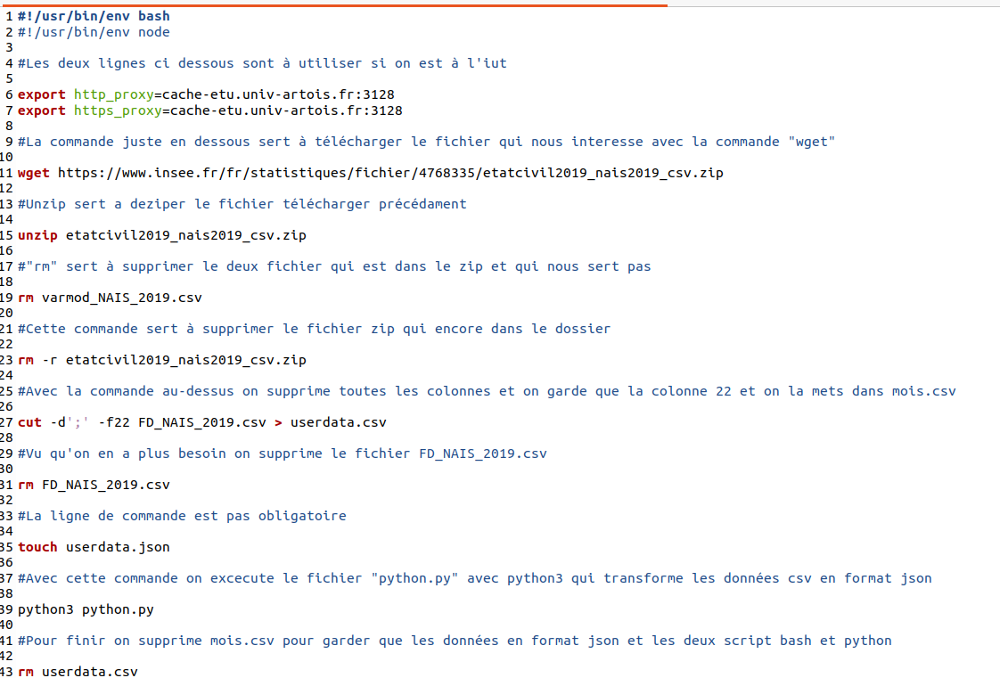 1 #!/usr/bin/env bash
2 #!/usr/bin/env node
3
4 #Les deux lignes ci dessous sont à utiliser si on est à l'iut
5
6 export http_proxy=cache-etu.univ-artois.fr:3128
7 export https_proxy=cache-etu.univ-artois.fr:3128
8
9 #La commande juste en dessous sert à télécharger le fichier qui nous interesse avec la commande "wget"
10
11 wget https://www.insee.fr/fr/statistiques/fichier/4768335/etatcivil2019_nais2019_csv.zip
12
13 #Unzip sert a deziper le fichier télécharger précédament
14
15 unzip etatcivil2019_nais2019_csv.zip
16
17 #"rm" sert à supprimer le deux fichier qui est dans le zip et qui nous sert pas
18
19 rm varmod_NAIS_2019.csv
20
21 #Cette commande sert à supprimer le fichier zip qui encore dans le dossier
22
23 rm -r etatcivil2019_nais2019_csv.zip
24
25 #Avec la commande au-dessus on supprime toutes les colonnes et on garde que la colonne 22 et on la mets dans mois.csv
26
27 cut -d';' -f22 FD_NAIS_2019.csv > userdata.csv
28
29 #Vu qu'on en a plus besoin on supprime le fichier FD_NAIS_2019.csv
30
31 rm FD_NAIS_2019.csv
32
33 #La ligne de commande est pas obligatoire
34
35 touch userdata.json
36
37 #Avec cette commande on excecute le fichier "python.py" avec python3 qui transforme les données csv en format json
38
39 python3 python.py
40
41 #Pour finir on supprime mois.csv pour garder que les données en format json et les deux script bash et python
42
43 rm userdata.csv